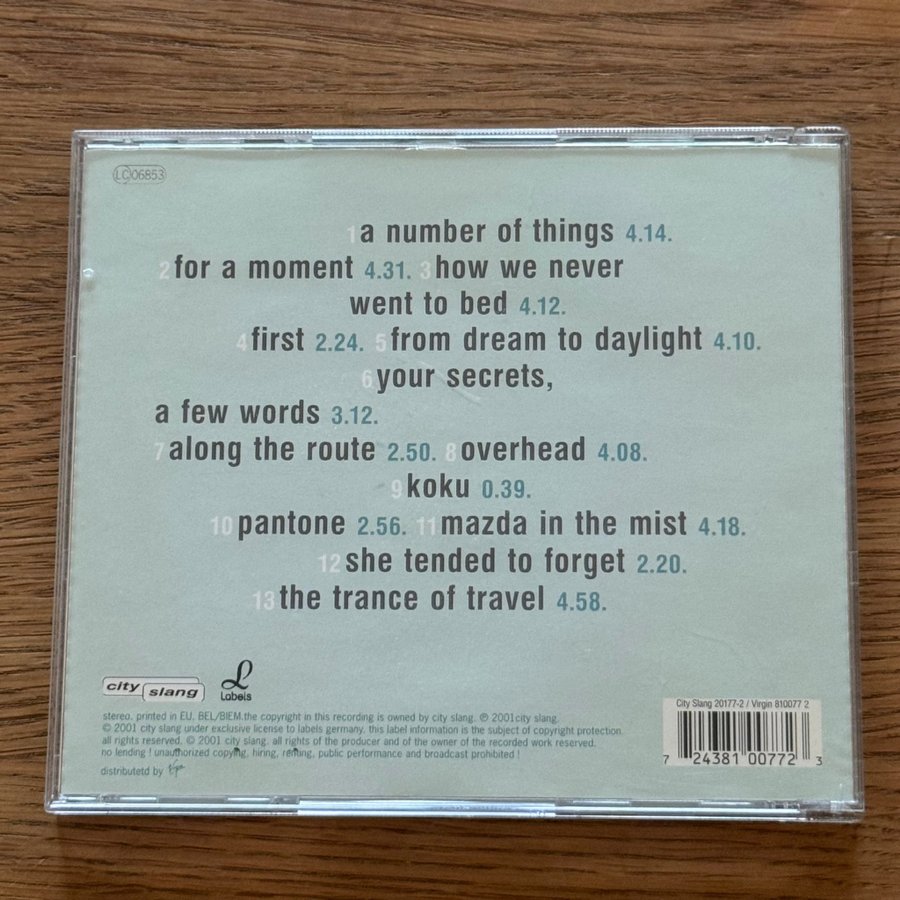 LC06853
1 a number of things 4.14.
2 for a moment 4.31. 3 how we never
went to bed 4.12.
4 first 2.24. 5 from dream to daylight 4.10.
6 your secrets,
a few words 3.12.
7 along the route 2.50. 8 overhead 4.08.
9 koku 0.39.
10 pantone 2.56. 11 mazda in the mist 4.18.
12 she tended to forget 2.20.
13 the trance of travel 4.58.
city slang
L
Labels
stereo. printed in EU. BEL/BIEM.the copyright in this recording is owned by city slang. ℗ 2001city slang.
© 2001 city slang under exclusive license to labels germany. this label information is the subject of copyright protection.
all rights reserved. © 2001 city slang. all rights of the producer and of the owner of the recorded work reserved.
no lending ! unauthorized copying, hiring, renting, public performance and broadcast prohibited !
distributetd by Virgin
City Slang 20177-2 / Virgin 810077 2
7 24381 00772 3